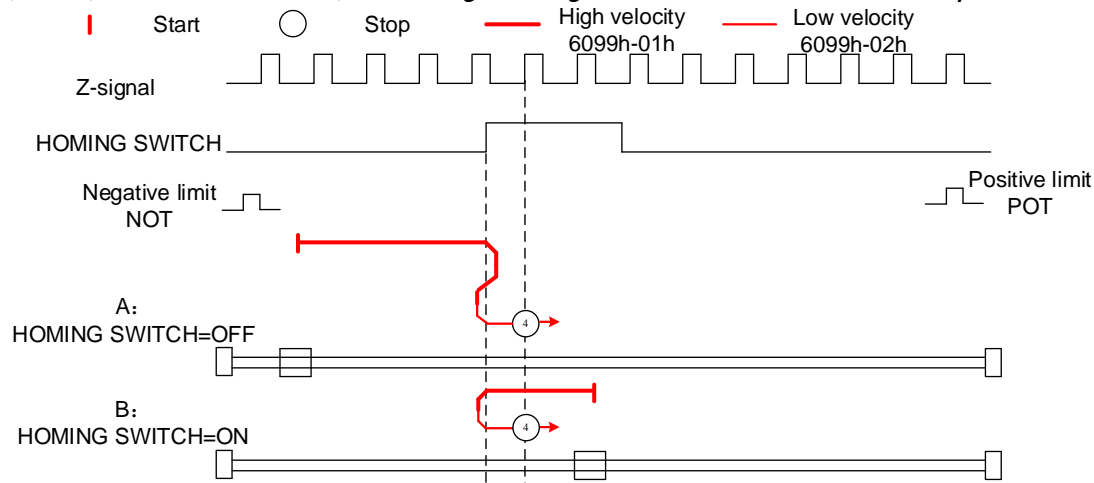 Start
Stop
High velocity
6099h-01h
Low velocity
6099h-02h
Z-signal
HOMING SWITCH
Negative limit
NOT
Positive limit
POT
A:
HOMING SWITCH=OFF
4
B:
HOMING SWITCH=ON
4